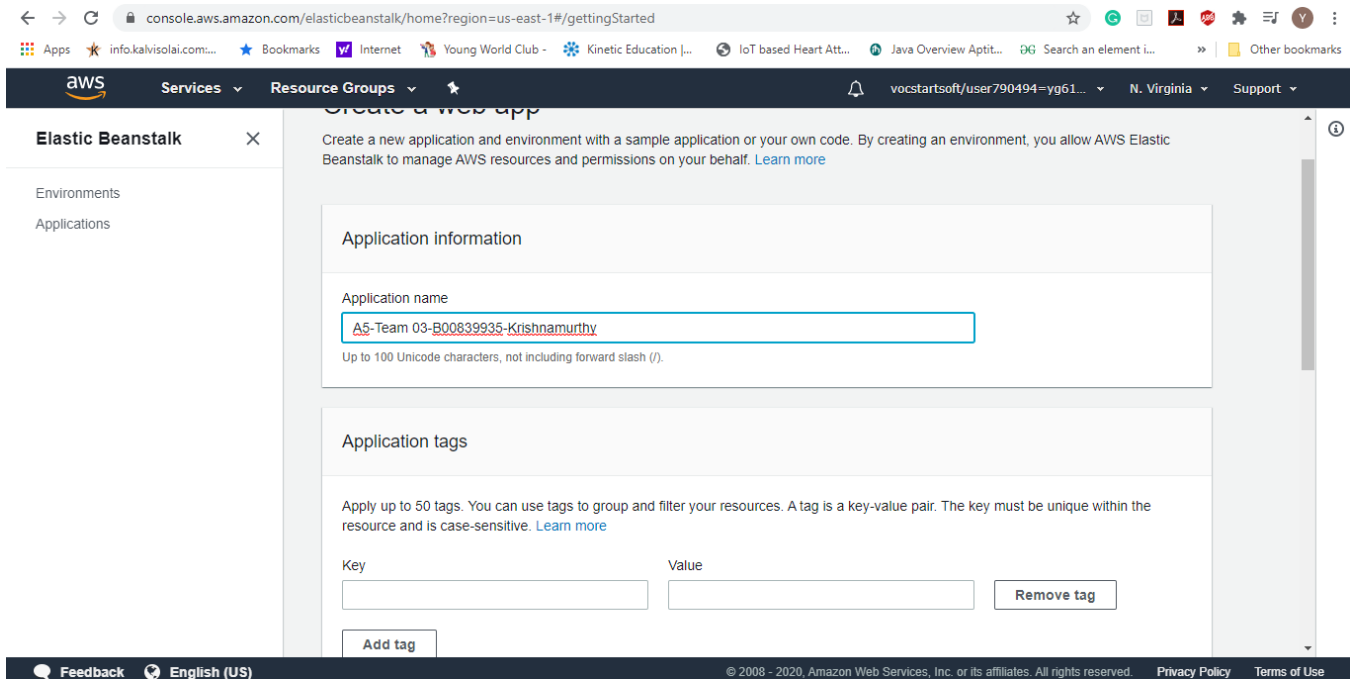 console.aws.amazon.com/elasticbeanstalk/home?region=us-east-1#/gettingStarted
Apps info.kalvisolai.com:... Bookmarks Internet Young World Club - Kinetic Education |... IoT based Heart Att... Java Overview Aptit... Search an element i... » Other bookmarks
aws Services Resource Groups vocstartsoft/user790494=yg61... N. Virginia Support
Elastic Beanstalk
Environments
Applications
Create a web app
Create a new application and environment with a sample application or your own code. By creating an environment, you allow AWS Elastic
Beanstalk to manage AWS resources and permissions on your behalf. Learn more
Application information
Application name
A5-Team 03-B00839935-Krishnamurthy
Up to 100 Unicode characters, not including forward slash (/).
Application tags
Apply up to 50 tags. You can use tags to group and filter your resources. A tag is a key-value pair. The key must be unique within the
resource and is case-sensitive. Learn more
Key Value
Remove tag
Add tag
Feedback English (US) © 2008 - 2020, Amazon Web Services, Inc. or its affiliates. All rights reserved. Privacy Policy Terms of Use